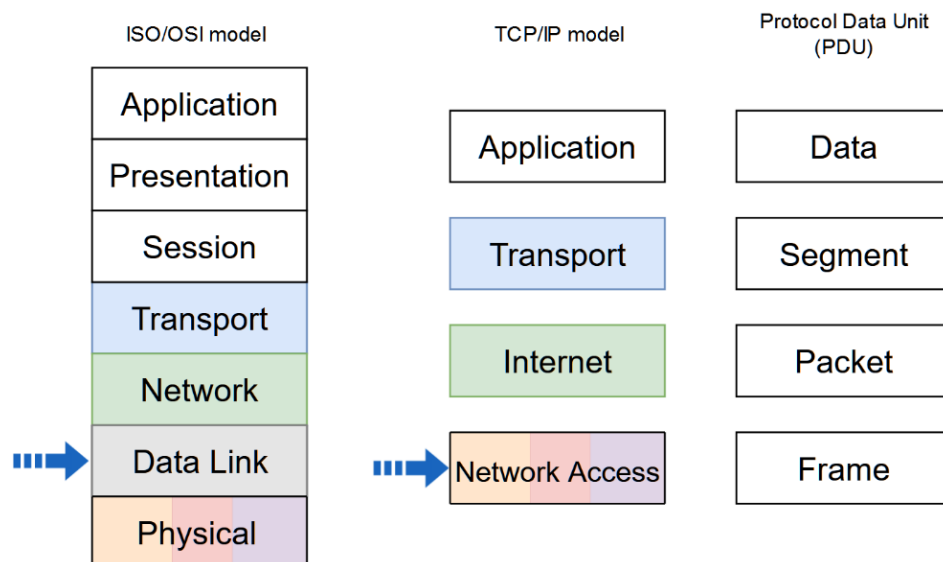 ISO/OSI model
TCP/IP model
Protocol Data Unit
(PDU)
Application
Presentation
Session
Transport
Network
Data Link
Physical
Application
Transport
Internet
Network Access
Data
Segment
Packet
Frame